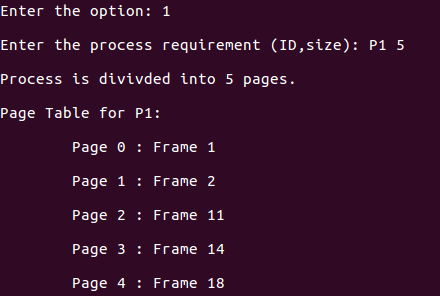 Enter the option: 1
Enter the process requirement (ID,size): P1 5
Process is divivded into 5 pages.
Page Table for P1:
Page 0 : Frame 1
Page 1 : Frame 2
Page 2 : Frame 11
Page 3 : Frame 14
Page 4 : Frame 18